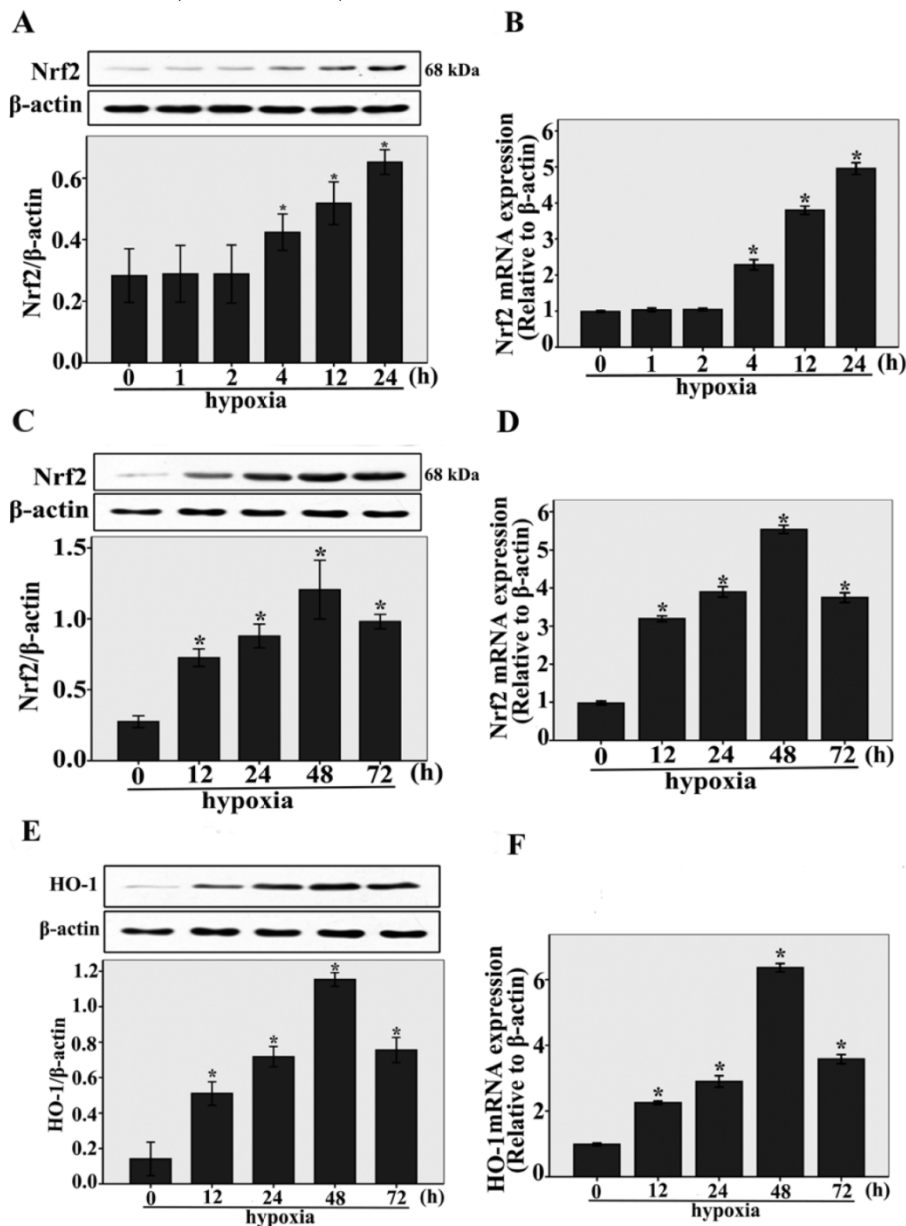 A
Nrf2
68 kDa
β-actin
Nrf2/β-actin
0.6
0.4
0.2
0.0
* * *
0 1 2 4 12 24 (h)
hypoxia
B
Nrf2 mRNA expression
(Relative to β-actin)
6
5
4
3
2
1
0
* * *
0 1 2 4 12 24 (h)
hypoxia
C
Nrf2
68 kDa
β-actin
Nrf2/β-actin
1.5
1.0
0.5
0.0
* * * *
0 12 24 48 72 (h)
hypoxia
D
Nrf2 mRNA expression
(Relative to β-actin)
6
5
4
3
2
1
0
* * * *
0 12 24 48 72 (h)
hypoxia
E
HO-1
β-actin
HO-1/β-actin
1.2
1.0
0.8
0.6
0.4
0.2
0.0
* * * *
0 12 24 48 72 (h)
hypoxia
F
HO-1 mRNA expression
(Relative to β-actin)
6
4
2
0
* * * *
0 12 24 48 72 (h)
hypoxia